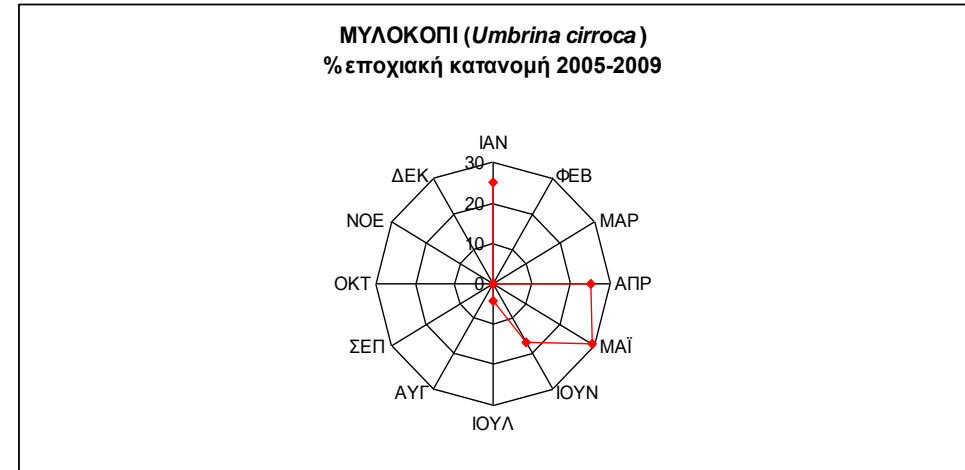 ΜΥΛΟΚΟΠΙ (Umbrina cirroca)
% εποχιακή κατανομή 2005-2009
ΙΑΝ
ΦΕΒ
ΜΑΡ
ΑΠΡ
ΜΑΪ
ΙΟΥΝ
ΙΟΥΛ
ΑΥΓ
ΣΕΠ
ΟΚΤ
ΝΟΕ
ΔΕΚ
30
20
10
0